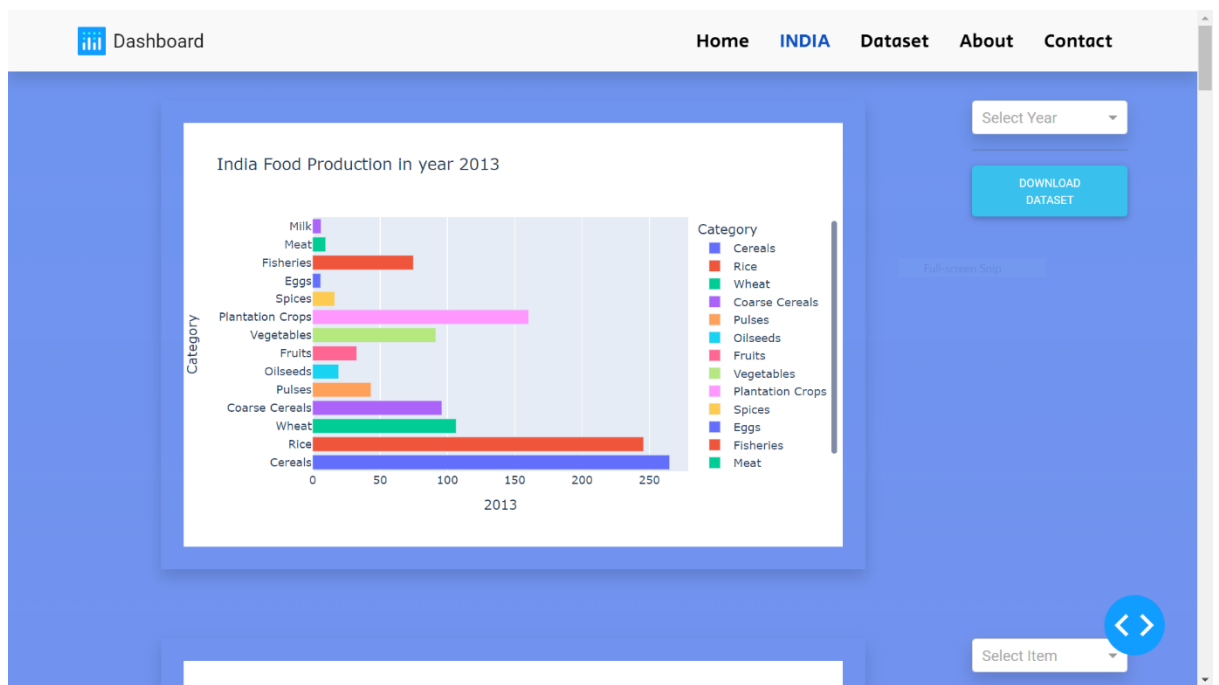 Dashboard
Home INDIA Dataset About Contact
Select Year
DOWNLOAD
DATASET
Full-screen Snip
India Food Production in year 2013
Category
Milk
Meat
Fisheries
Eggs
Spices
Plantation Crops
Vegetables
Fruits
Oilseeds
Pulses
Coarse Cereals
Wheat
Rice
Cereals
0 50 100 150 200 250
2013
Category
Cereals
Rice
Wheat
Coarse Cereals
Pulses
Oilseeds
Fruits
Vegetables
Plantation Crops
Spices
Eggs
Fisheries
Meat
Select Item